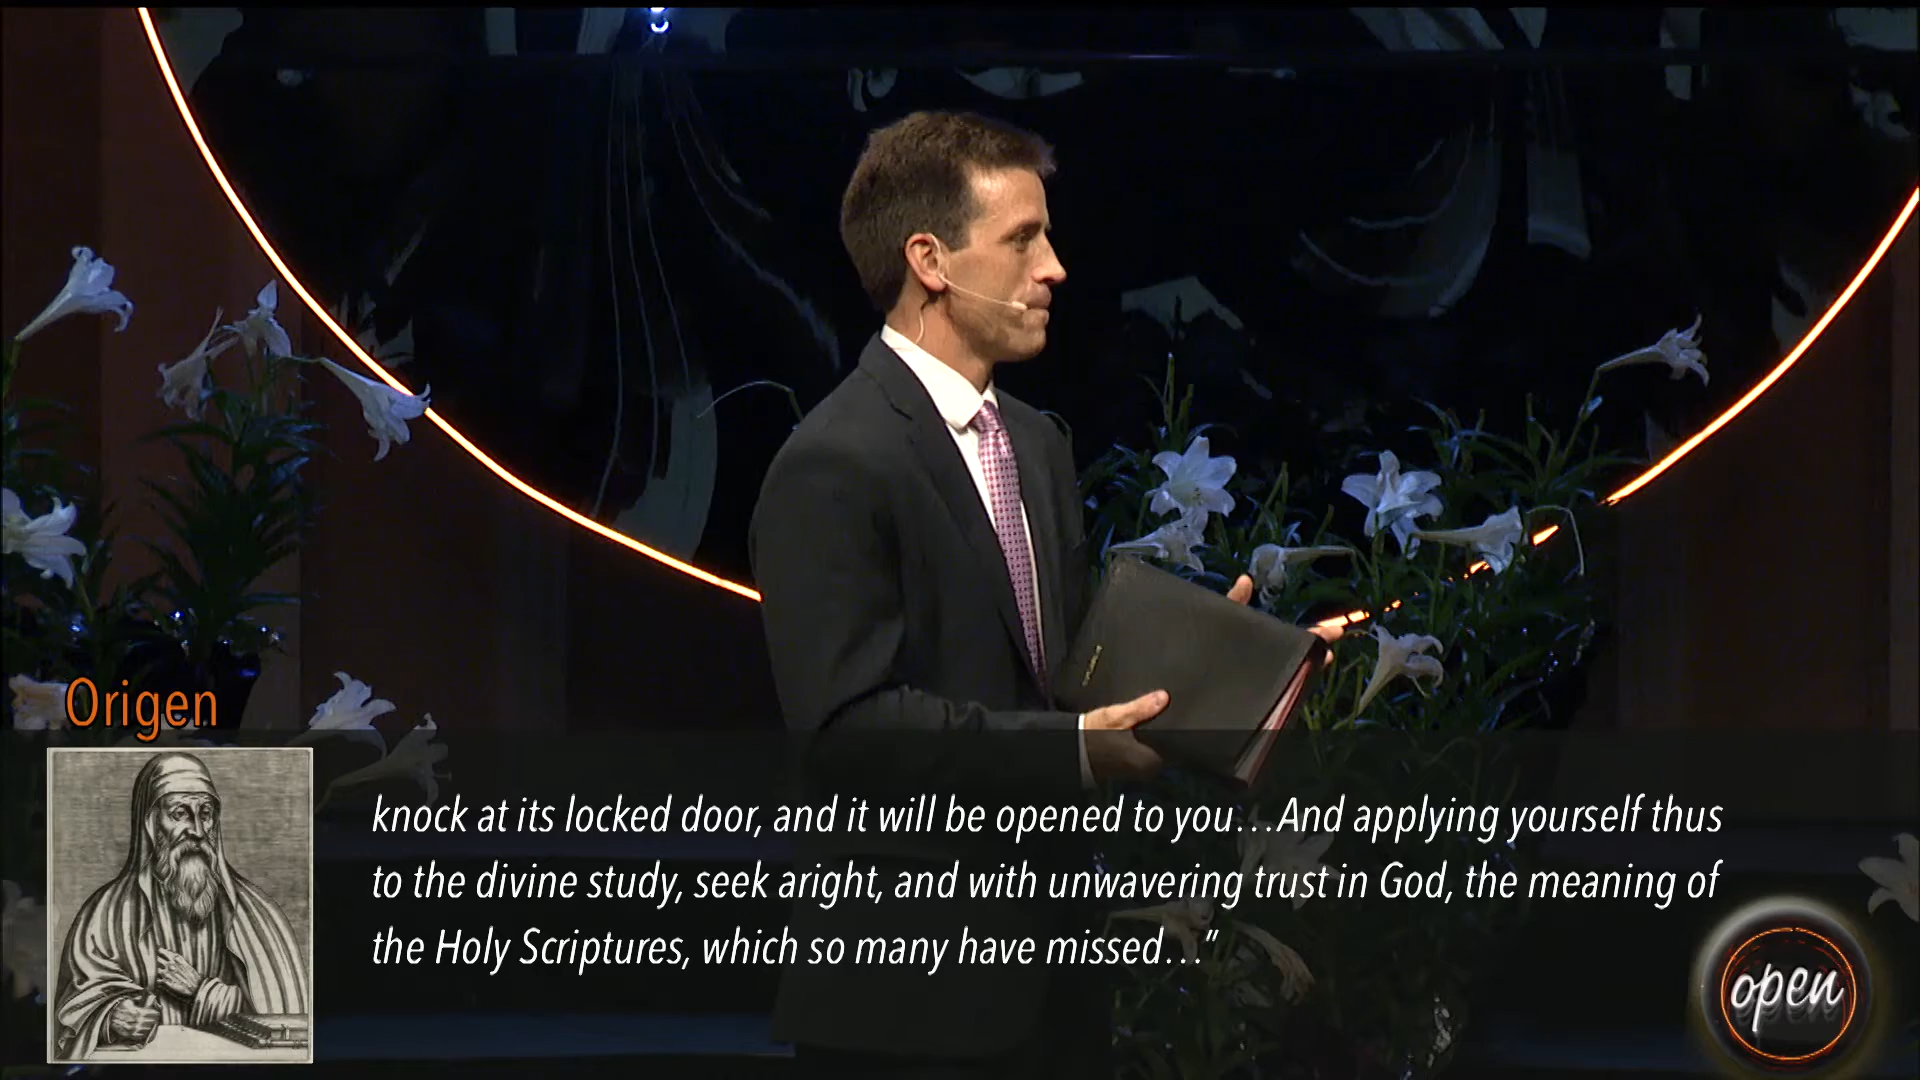 Origen
knock at its locked door, and it will be opened to you…And applying yourself thus
to the divine study, seek aright, and with unwavering trust in God, the meaning of
the Holy Scriptures, which so many have missed…”
open